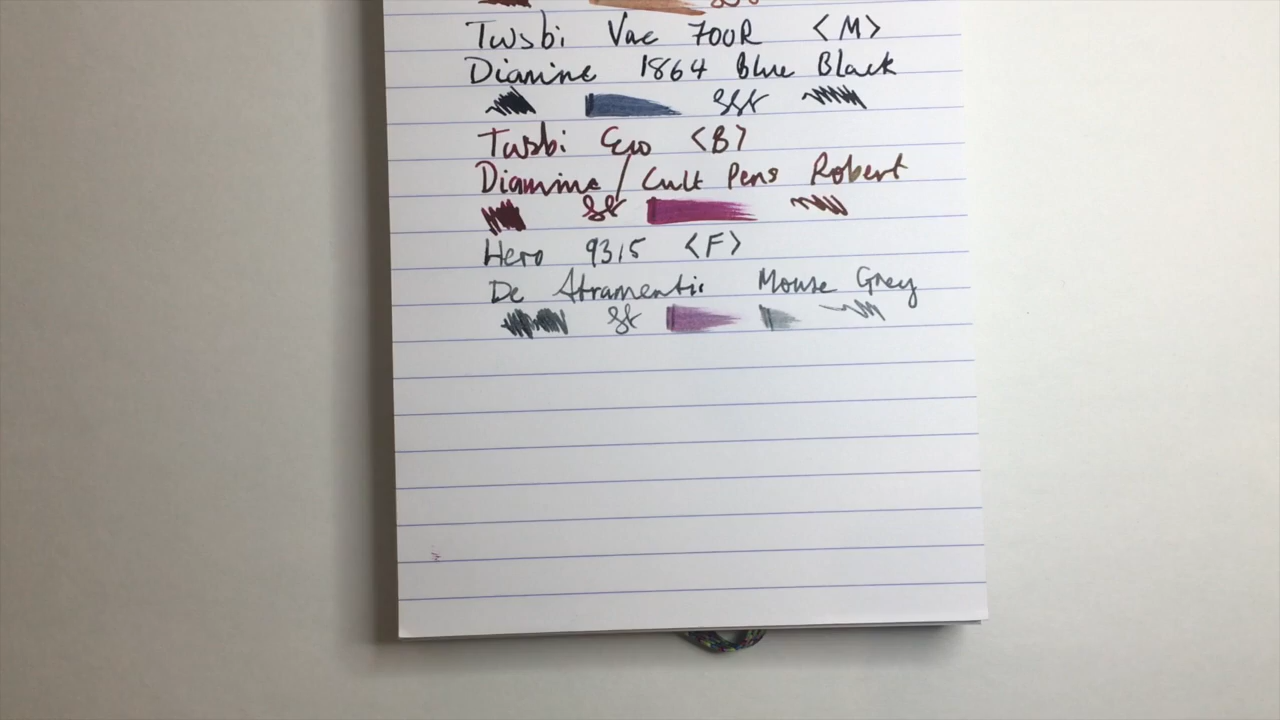 Twsbi Vac 700R <M>
Diamine 1864 Blue Black
Twsbi Eco <B>
Diamine / Cult Pens Robert
Hero 9315 <F>
De Atramentis Mouse Grey